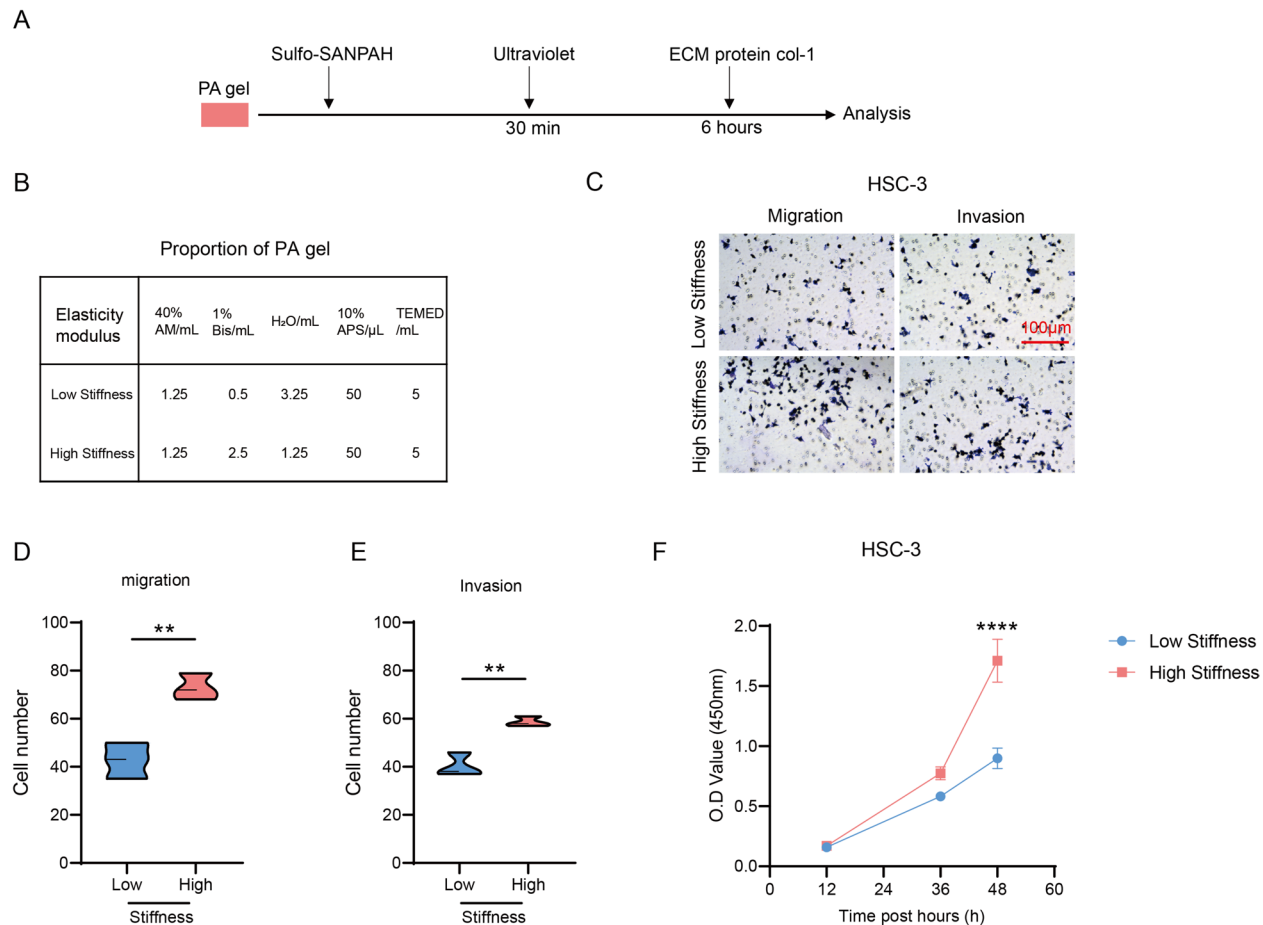 A
Sulfo-SANPAH
Ultraviolet
ECM protein col-1
PA gel
Analysis
30 min
6 hours
B
Proportion of PA gel
Elasticity modulus
40% AM/mL
1% Bis/mL
H₂O/mL
10% APS/µL
TEMED /mL
Low Stiffness 1.25 0.5 3.25 50 5
High Stiffness 1.25 2.5 1.25 50 5
C
HSC-3
Migration
Invasion
Low Stiffness
100µm
High Stiffness
D
migration
**
Cell number
100
80
60
40
20
0
Low
High
Stiffness
E
Invasion
**
Cell number
100
80
60
40
20
0
Low
High
Stiffness
F
HSC-3
****
O.D Value (450nm)
2.0
1.5
1.0
0.5
0.0
0 12 24 36 48 60
Time post hours (h)
Low Stiffness
High Stiffness